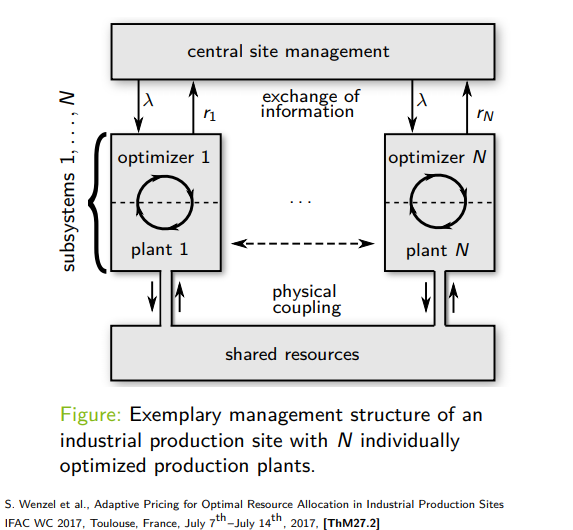 central site management
λ
r1
exchange of
information
λ
rN
subsystems 1, . . . , N
optimizer 1
optimizer N
. . .
plant 1
plant N
physical
coupling
shared resources
Figure: Exemplary management structure of an
industrial production site with N individually
optimized production plants.
S. Wenzel et al., Adaptive Pricing for Optimal Resource Allocation in Industrial Production Sites
IFAC WC 2017, Toulouse, France, July 7th–July 14th, 2017, [ThM27.2]